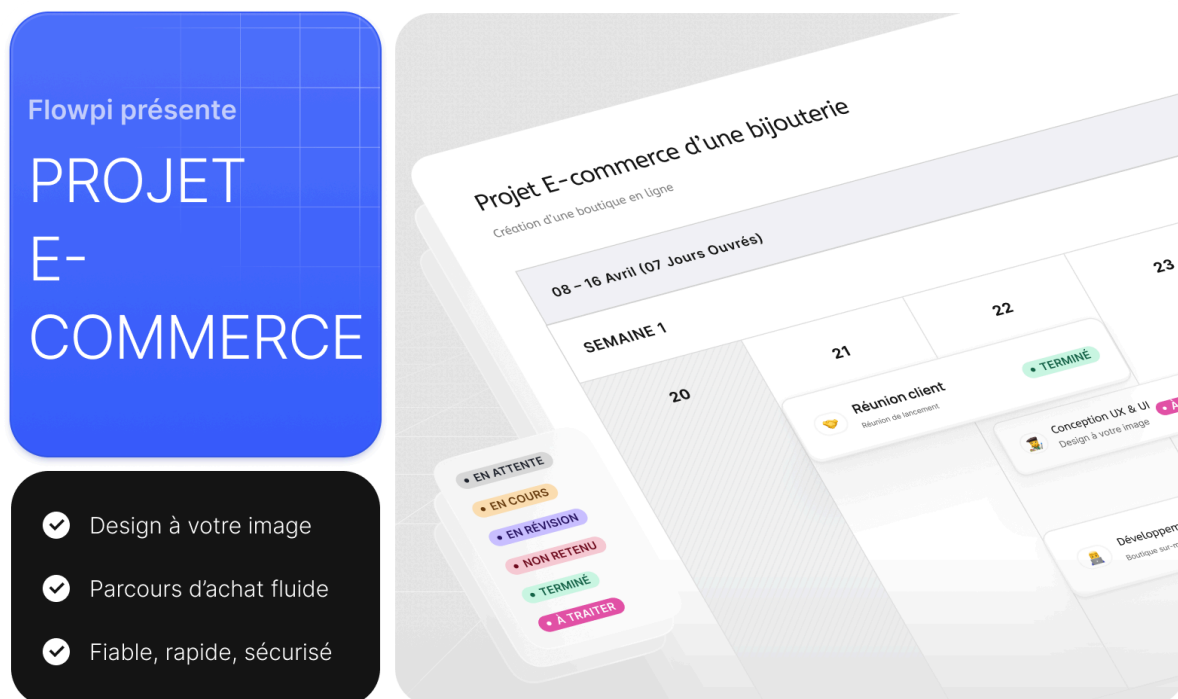 Flowpi présente
PROJET
E-
COMMERCE
Design à votre image
Parcours d'achat fluide
Fiable, rapide, sécurisé
Projet E-commerce d'une bijouterie
Création d'une boutique en ligne
08 – 16 Avril (07 Jours Ouvrés)
SEMAINE 1
20
21
22
23
Réunion client
Réunion de lancement
• TERMINÉ
Conception UX & UI
Design à votre image
Boutique
• EN ATTENTE
• EN COURS
• EN RÉVISION
• NON RETENU
• TERMINÉ
• À TRAITER